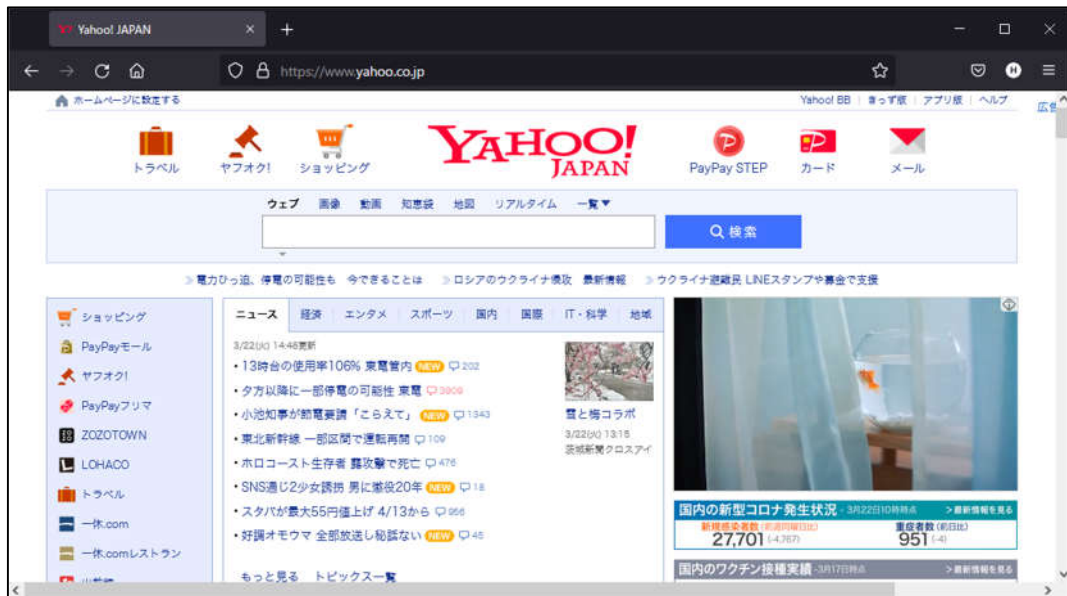 Yahoo! JAPAN
https://www.yahoo.co.jp
ホームページに設定する
Yahoo! BB きっず版 アプリ版 ヘルプ
トラベル ヤフオク! ショッピング
YAHOO! JAPAN
PayPay STEP カード メール
ウェブ 画像 動画 知恵袋 地図 リアルタイム 一覧▼
検索
電力ひっ迫、停電の可能性も 今できることは
ロシアのウクライナ侵攻 最新情報
ウクライナ避難民 LINEスタンプや募金で支援
ショッピング
PayPayモール
ヤフオク!
PayPayフリマ
ZOZOTOWN
LOHACO
トラベル
一休.com
一休.comレストラン
ニュース 経済 エンタメ スポーツ 国内 国際 IT・科学 地域
3/22(火) 14:46更新
・13時台の使用率106% 東電管内 NEW 202
・夕方以降に一部停電の可能性 東電 3909
・小池知事が節電要請「こらえて」 NEW 1343
・東北新幹線 一部区間で運転再開 109
・ホロコースト生存者 露攻撃で死亡 476
・SNS通じ2少女誘拐 男に懲役20年 NEW 18
・スタバが最大55円値上げ 4/13から 956
・好調オモウマ 全部放送し秘話ない NEW 45
もっと見る トピックス一覧
雪と梅コラボ
3/22(火) 13:15
茨城新聞クロスアイ
国内の新型コロナ発生状況 - 3月22日10時時点 >最新情報を見る
新規感染者数(前週同曜日比) 重症者数(前日比)
27,701 (-4,767) 951 (-4)
国内のワクチン接種実績 -3月17日時点 >最新情報を見る